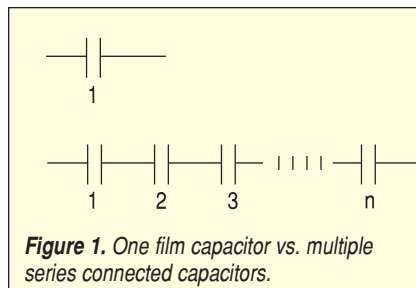 1
1 2 3 n
Figure 1. One film capacitor vs. multiple
series connected capacitors.